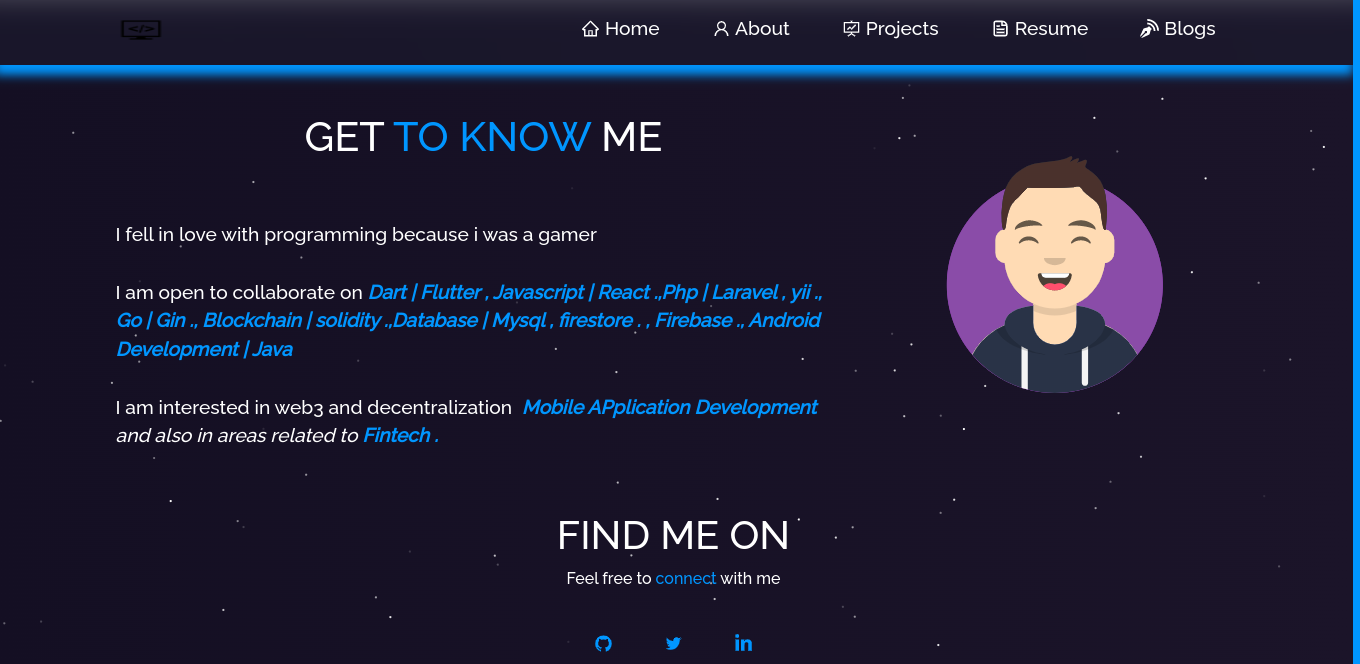 </>
Home About Projects Resume Blogs
GET TO KNOW ME
I fell in love with programming because i was a gamer
I am open to collaborate on Dart | Flutter , Javascript | React .,Php | Laravel , yii .,
Go | Gin ., Blockchain | solidity .,Database | Mysql , firestore . , Firebase ., Android
Development | Java
I am interested in web3 and decentralization Mobile APplication Development
and also in areas related to Fintech .
FIND ME ON
Feel free to connect with me
in